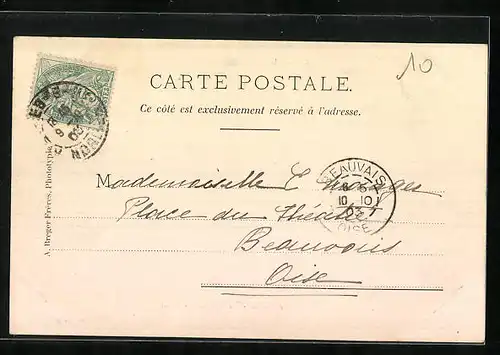 10
CARTE POSTALE.
Ce côté est exclusivement réservé à l'adresse.
A. Breger Frères, Phototypie,
BEAUVAIS
10 10
OISE
Mademoiselle C
Place du Théâtre
Beauvais
Oise